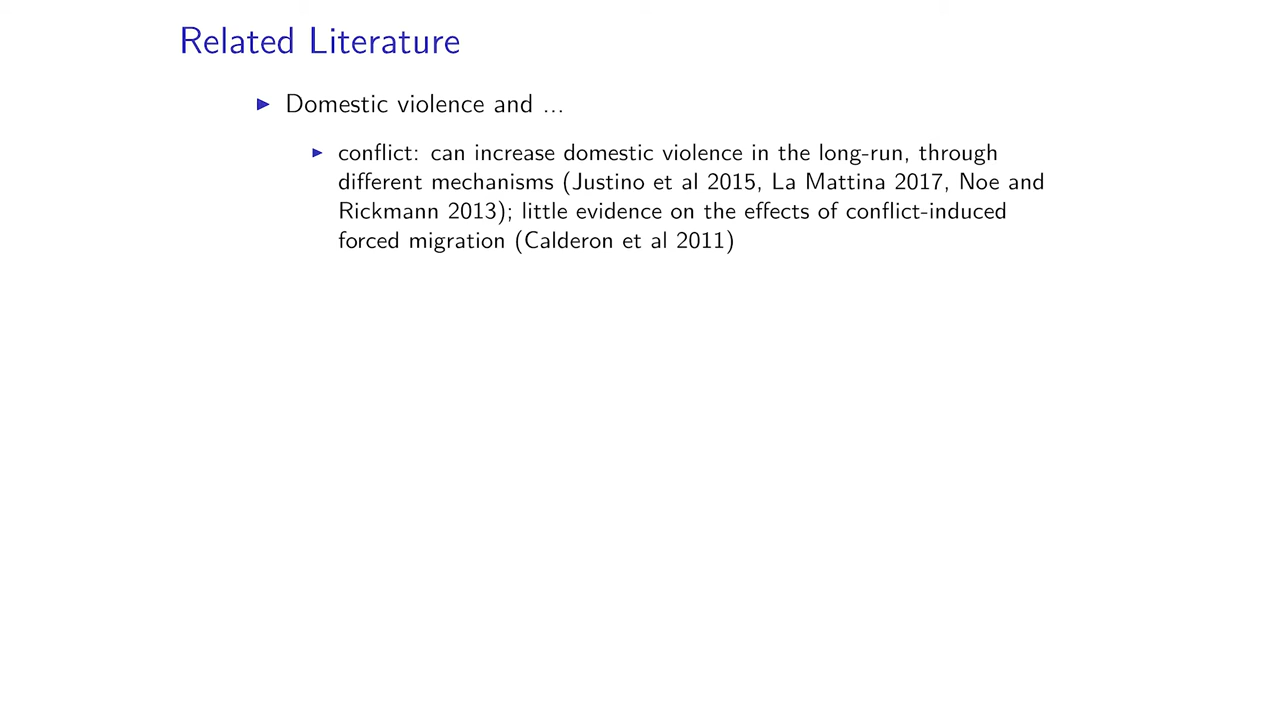 Related Literature
Domestic violence and ...
conflict: can increase domestic violence in the long-run, through
different mechanisms (Justino et al 2015, La Mattina 2017, Noe and
Rickmann 2013); little evidence on the effects of conflict-induced
forced migration (Calderon et al 2011)